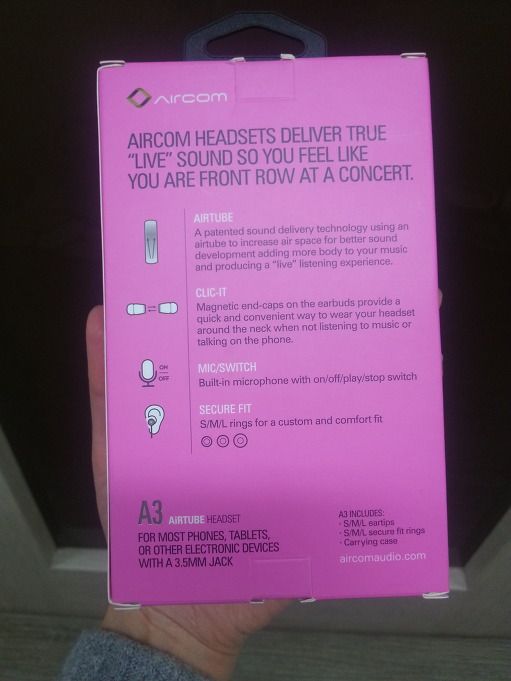 AIRCOM
AIRCOM HEADSETS DELIVER TRUE
“LIVE” SOUND SO YOU FEEL LIKE
YOU ARE FRONT ROW AT A CONCERT.
AIRTUBE
A patented sound delivery technology using an
airtube to increase air space for better sound
development adding more body to your music
and producing a “live” listening experience.
CLIC-IT
Magnetic end-caps on the earbuds provide a
quick and convenient way to wear your headset
around the neck when not listening to music or
talking on the phone.
ON
OFF
MIC/SWITCH
Built-in microphone with on/off/play/stop switch
SECURE FIT
S/M/L rings for a custom and comfort fit
A3 AIRTUBE HEADSET
FOR MOST PHONES, TABLETS,
OR OTHER ELECTRONIC DEVICES
WITH A 3.5MM JACK
A3 INCLUDES:
· S/M/L eartips
· S/M/L secure fit rings
· Carrying case
aircomaudio.com